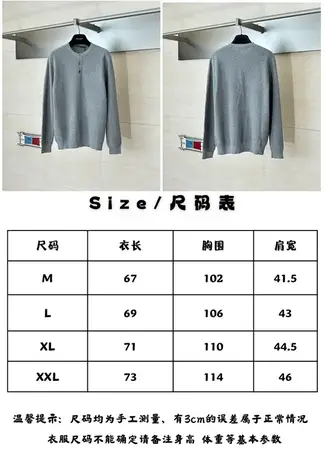 Size/尺码表
尺码 衣长 胸围 肩宽
M 67 102 41.5
L 69 106 43
XL 71 110 44.5
XXL 73 114 46
温馨提示：尺码均为手工测量、有3cm的误差属于正常情况
衣服尺码不能确定请备注身高 体重等基本参数